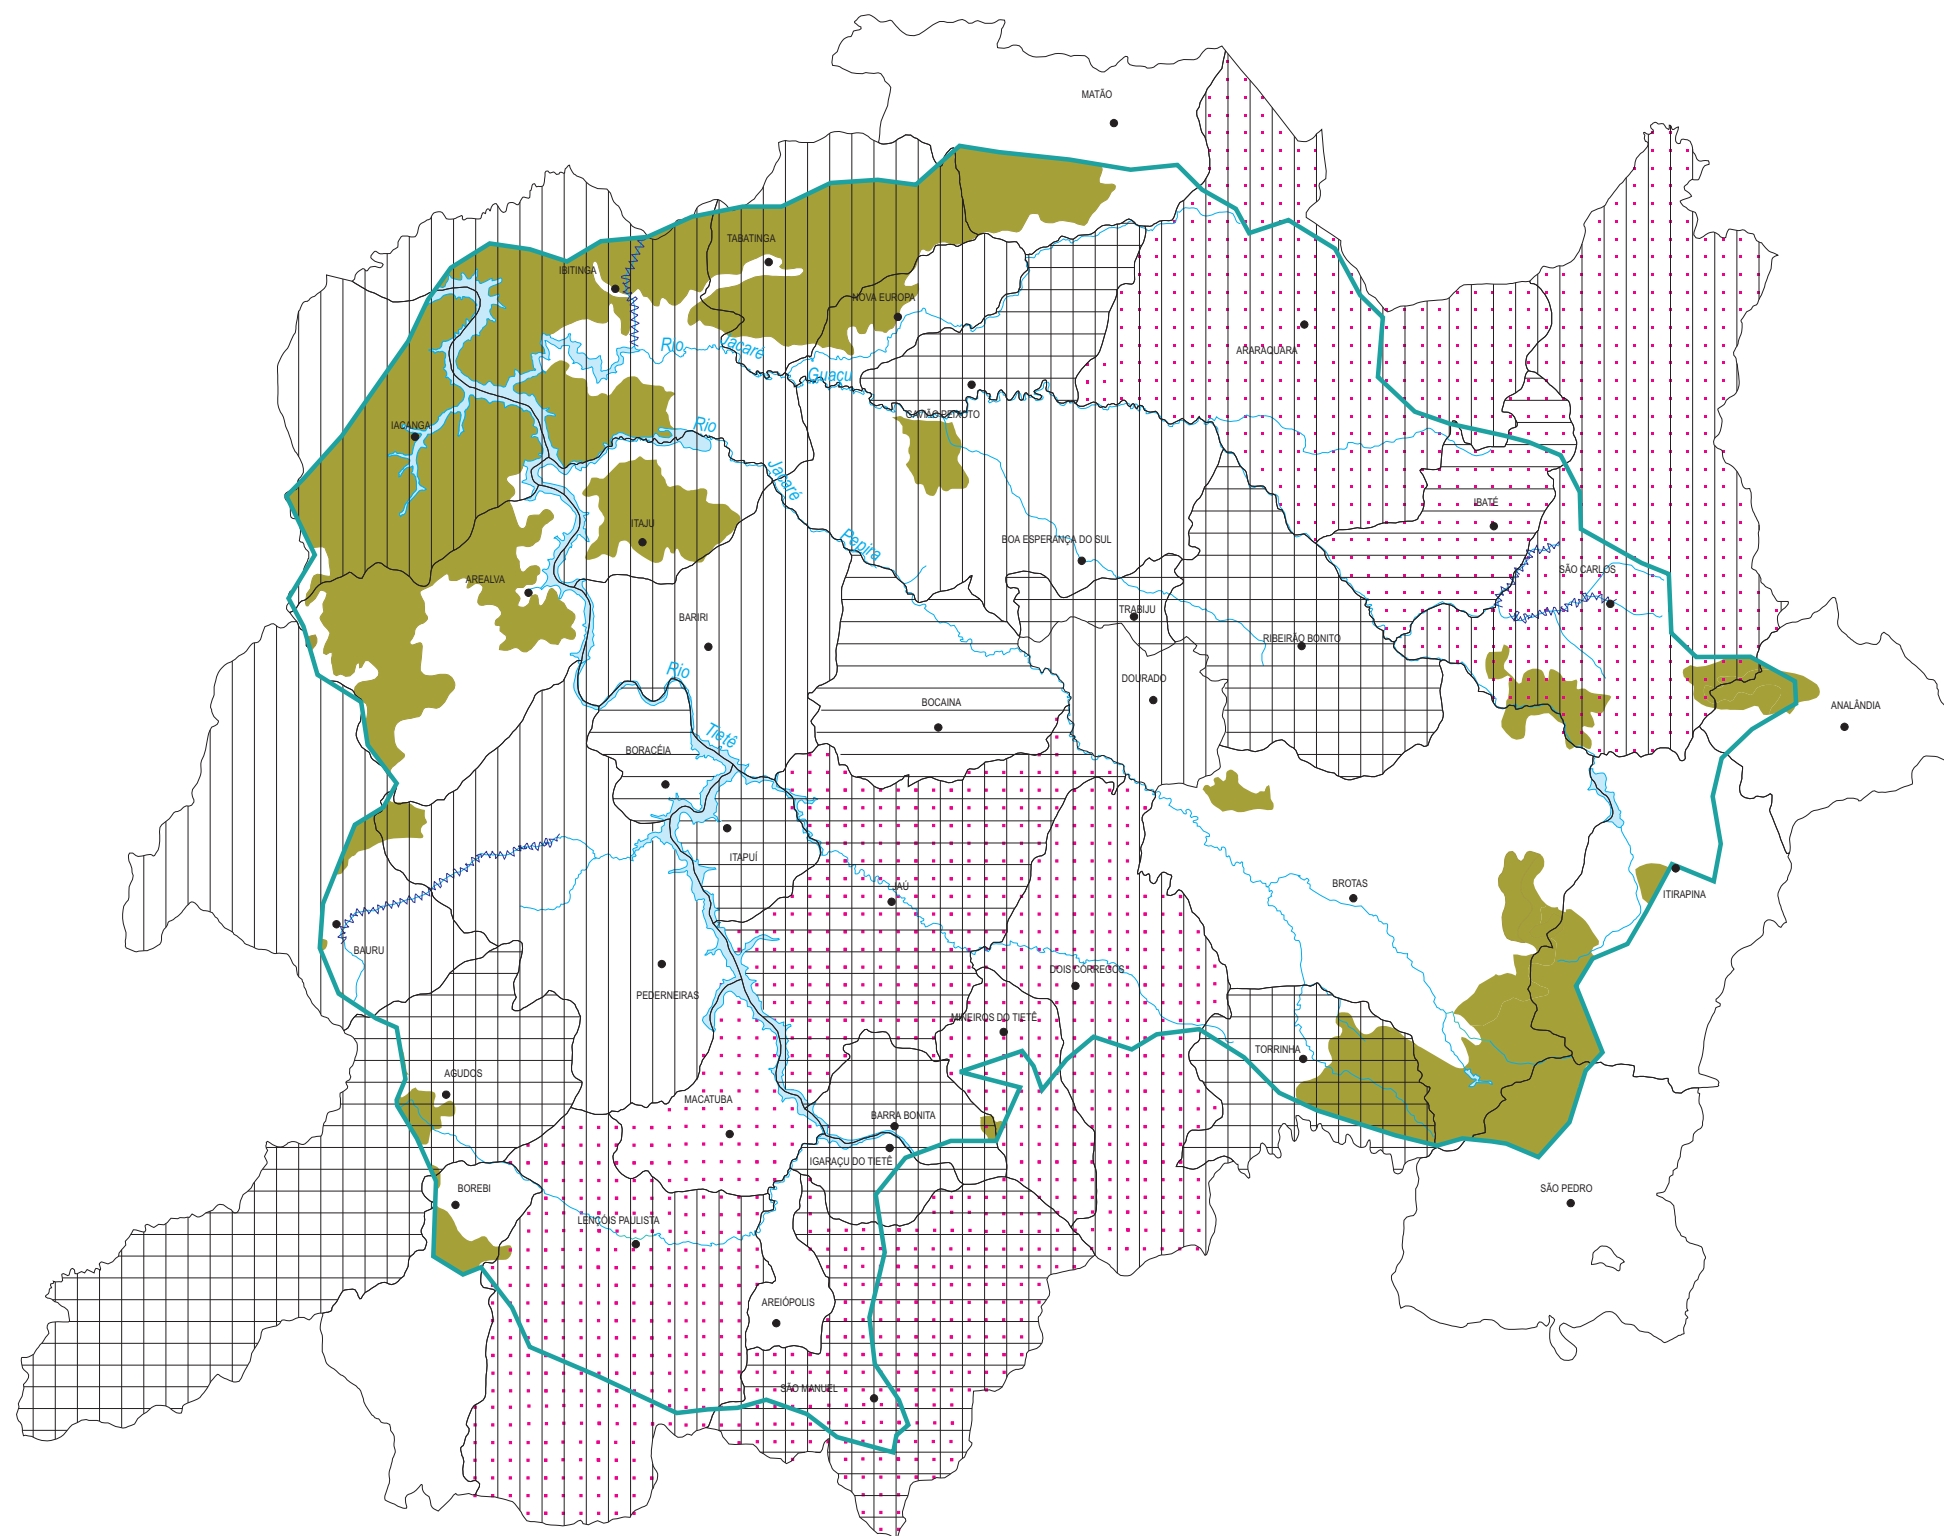 MATÃO
TABATINGA
IBITINGA
NOVA EUROPA
Rio
Jacaré
Guaçu
ARARAQUARA
GAVIÃO PEIXOTO
IACANGA
Rio
Jacaré
Pepira
IBATÉ
ITAJU
BOA ESPERANÇA DO SUL
SÃO CARLOS
AREALVA
TRABIJU
BARIRI
RIBEIRÃO BONITO
Rio
DOURADO
BOCAINA
ANALÂNDIA
Tietê
BORACÉIA
ITAPUÍ
JAÚ
BROTAS
ITIRAPINA
BAURU
DOIS CÓRREGOS
PEDERNEIRAS
MINEIROS DO TIETÊ
TORRINHA
AGUDOS
MACATUBA
BARRA BONITA
IGARAÇU DO TIETÊ
BOREBI
SÃO PEDRO
LENÇÓIS PAULISTA
AREIÓPOLIS
SÃO MANUEL